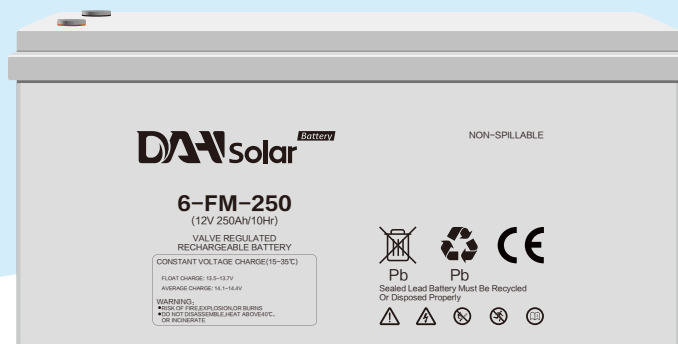 DAH Solar Battery
NON-SPILLABLE
6-FM-250
(12V 250Ah/10Hr)
VALVE REGULATED
RECHARGEABLE BATTERY
CONSTANT VOLTAGE CHARGE(15-35℃)
FLOAT CHARGE: 13.5-13.7V
AVERAGE CHARGE: 14.1-14.4V
WARNING:
●RISK OF FIRE,EXPLOSION,OR BURNS
●DO NOT DISASSEMBLE,HEAT ABOVE40℃,
OR INCINERATE
CE
Pb
Pb
Sealed Lead Battery Must Be Recycled
Or Disposed Properly